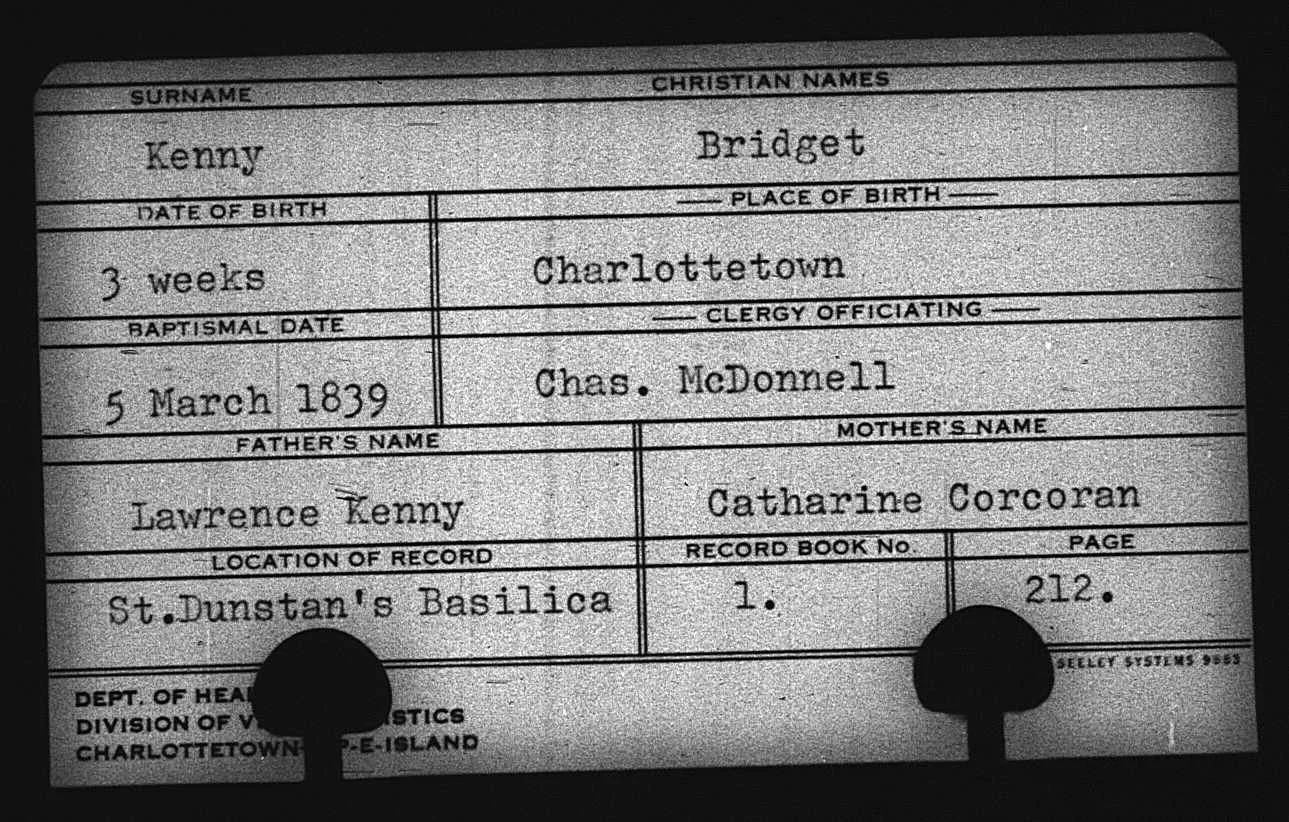 SURNAME CHRISTIAN NAMES
Kenny Bridget
DATE OF BIRTH PLACE OF BIRTH
3 weeks Charlottetown
BAPTISMAL DATE CLERGY OFFICIATING
5 March 1839 Chas. McDonnell
FATHER'S NAME MOTHER'S NAME
Lawrence Kenny Catharine Corcoran
LOCATION OF RECORD RECORD BOOK No. PAGE
St.Dunstan's Basilica 1. 212.
SEELEY SYSTEMS
DEPT. OF
DIVISION OF
CHARLOTTETOWN- P-E-ISLAND